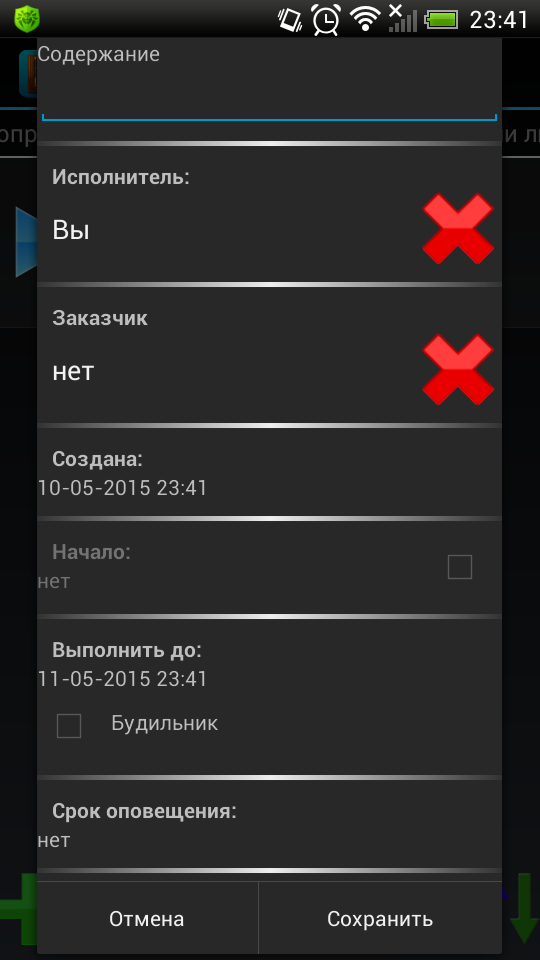 23:41
Содержание
Исполнитель:
Вы
Заказчик
нет
Создана:
10-05-2015 23:41
Начало:
нет
Выполнить до:
11-05-2015 23:41
Будильник
Срок оповещения:
нет
Отмена
Сохранить